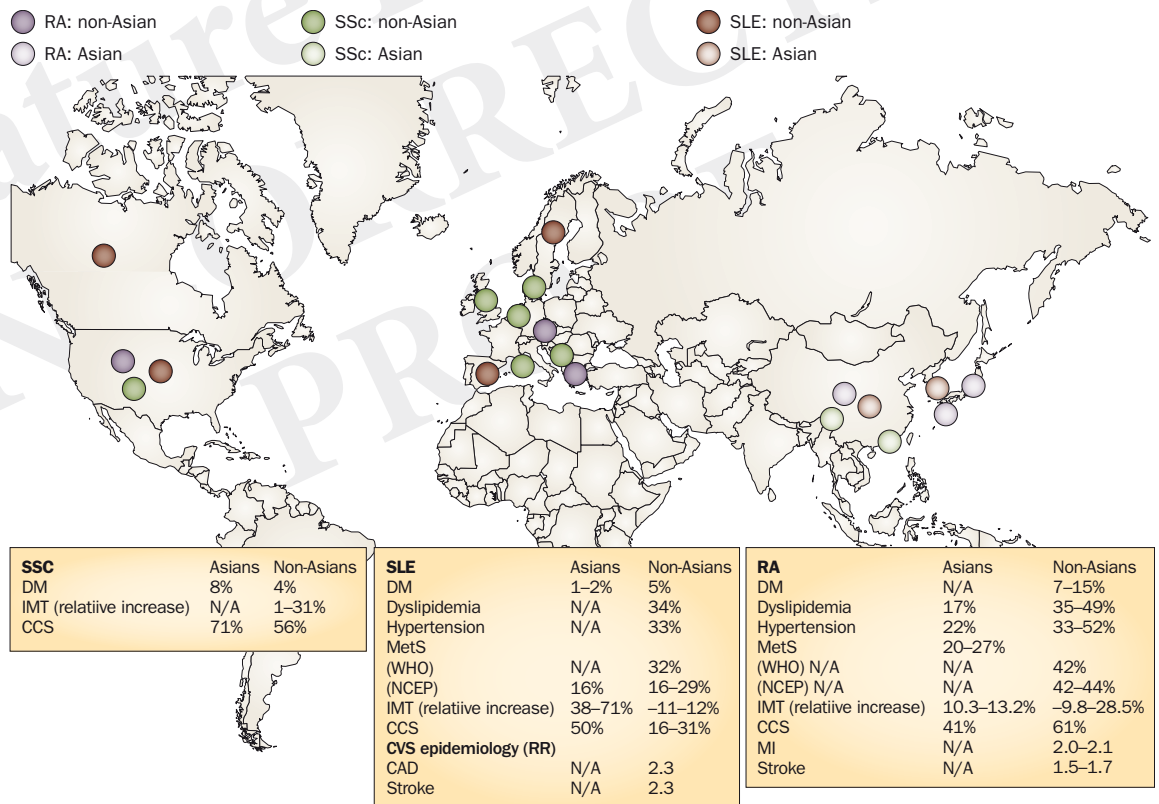 RA: non-Asian SSc: non-Asian SLE: non-Asian
RA: Asian SSc: Asian SLE: Asian
SSC Asians Non-Asians
DM 8% 4%
IMT (relatiive increase) N/A 1–31%
CCS 71% 56%
SLE Asians Non-Asians
DM 1–2% 5%
Dyslipidemia N/A 34%
Hypertension N/A 33%
MetS
(WHO) N/A 32%
(NCEP) 16% 16–29%
IMT (relatiive increase) 38–71% –11–12%
CCS 50% 16–31%
CVS epidemiology (RR)
CAD N/A 2.3
Stroke N/A 2.3
RA Asians Non-Asians
DM N/A 7–15%
Dyslipidemia 17% 35–49%
Hypertension 22% 33–52%
MetS 20–27%
(WHO) N/A N/A 42%
(NCEP) N/A N/A 42–44%
IMT (relatiive increase) 10.3–13.2% –9.8–28.5%
CCS 41% 61%
MI N/A 2.0–2.1
Stroke N/A 1.5–1.7